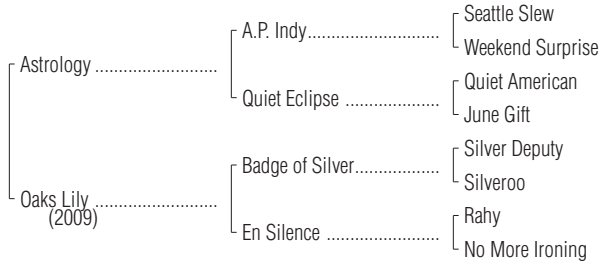 Seattle Slew
A.P. Indy....................................
Weekend Surprise
Astrology .................................
Quiet American
Quiet Eclipse .........................
June Gift
Silver Deputy
Badge of Silver.......................
Silveroo
Oaks Lily .................................
(2009)
Rahy
En Silence ..............................
No More Ironing